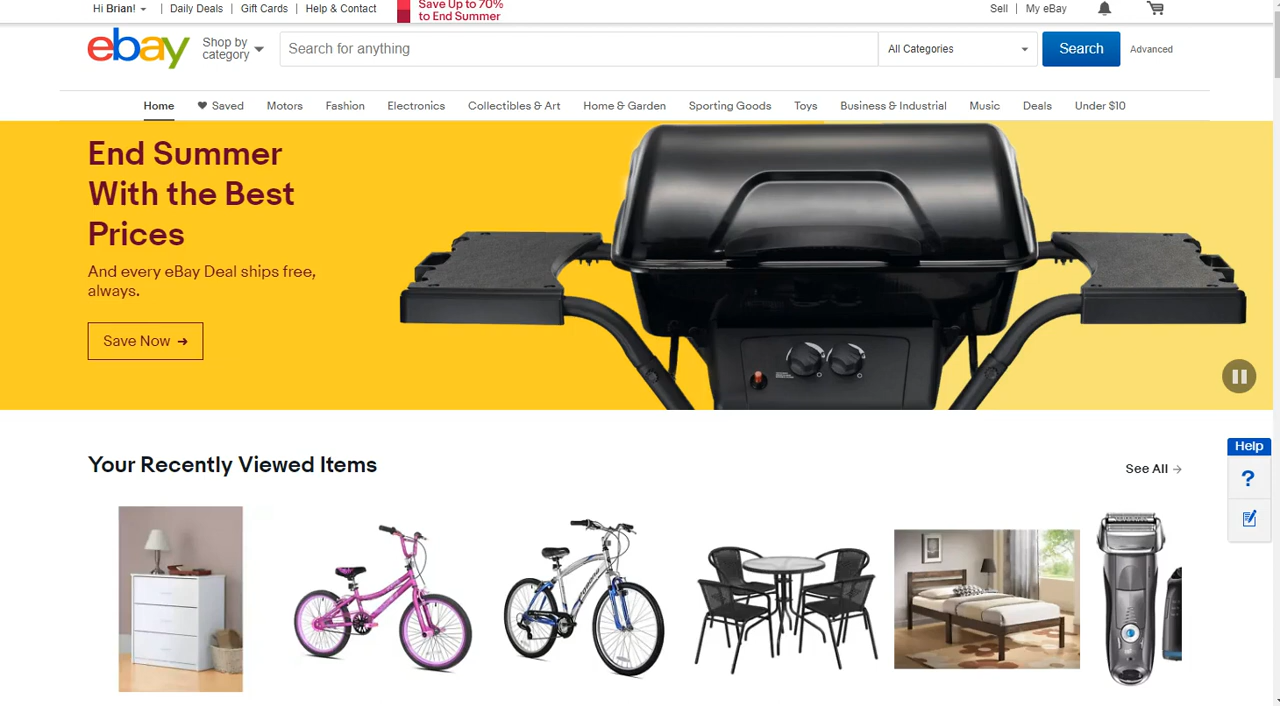 Hi Brian! | Daily Deals | Gift Cards | Help & Contact
Save Up to 70%
to End Summer
Sell | My eBay
ebay
Shop by
category
Search for anything
All Categories
Search
Advanced
Home Saved Motors Fashion Electronics Collectibles & Art Home & Garden Sporting Goods Toys Business & Industrial Music Deals Under $10
End Summer
With the Best
Prices
And every eBay Deal ships free,
always.
Save Now →
Your Recently Viewed Items
See All →
Help
?